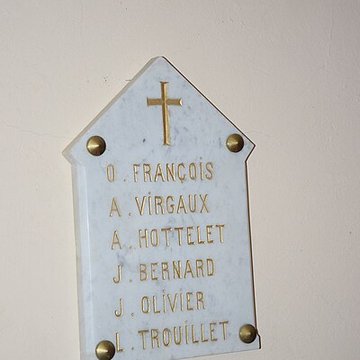 O. FRANÇOIS
A. VIRGAUX
A. HOTTELET
J. BERNARD
J. OLIVIER
L. TROUILLET